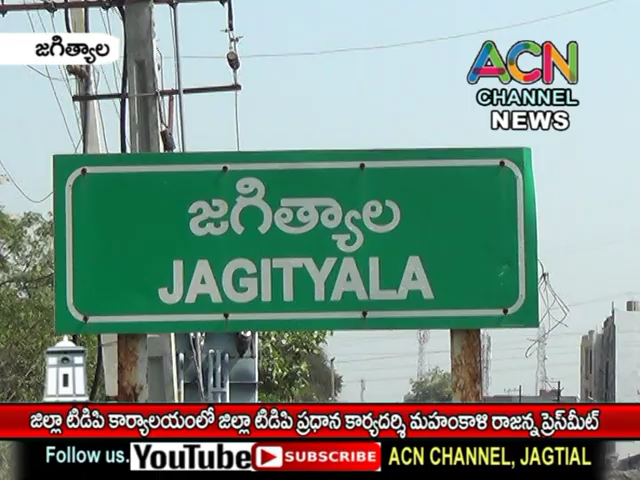 జగిత్యాల
ACN
CHANNEL
NEWS
జగిత్యాల
JAGITYALA
జిల్లా టిడిపి కార్యాలయంలో జిల్లా టిడిపి ప్రధాన కార్యదర్శి మహంకాళి రాజన్న ప్రెస్‌మీట్
Follow us. YouTube SUBSCRIBE ACN CHANNEL, JAGTIAL